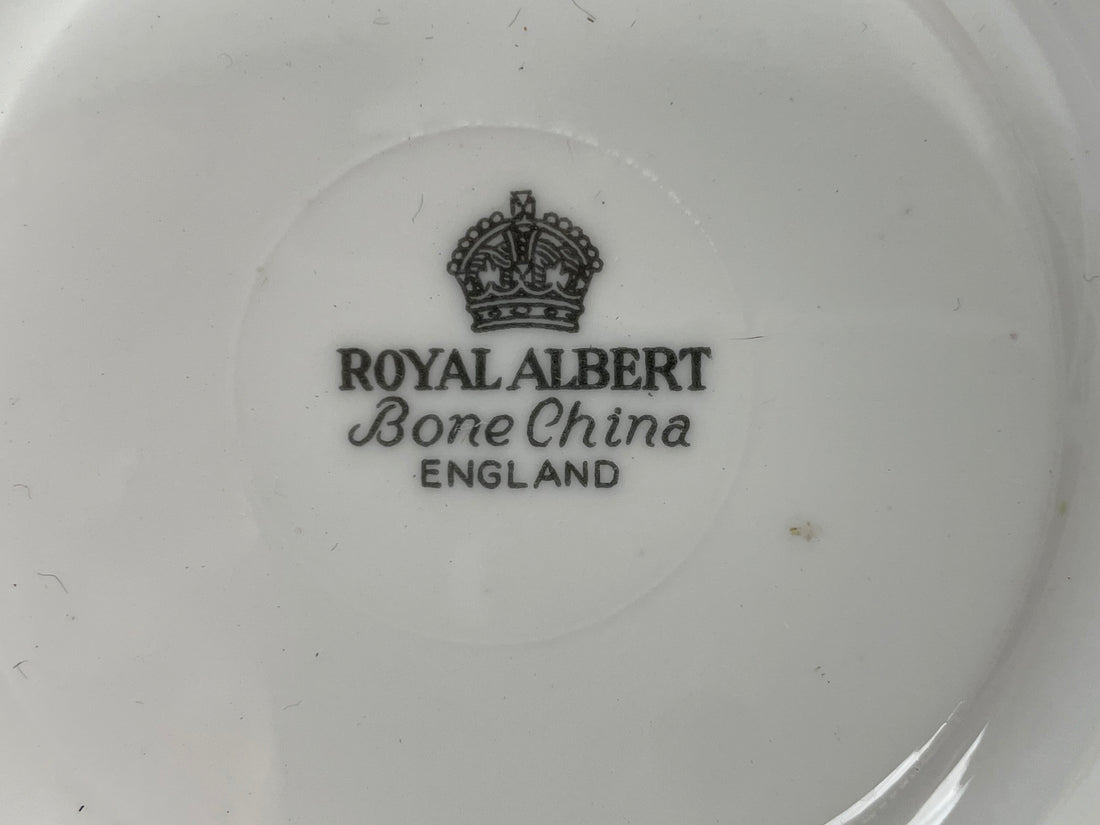 ROYAL ALBERT
Bone China
ENGLAND